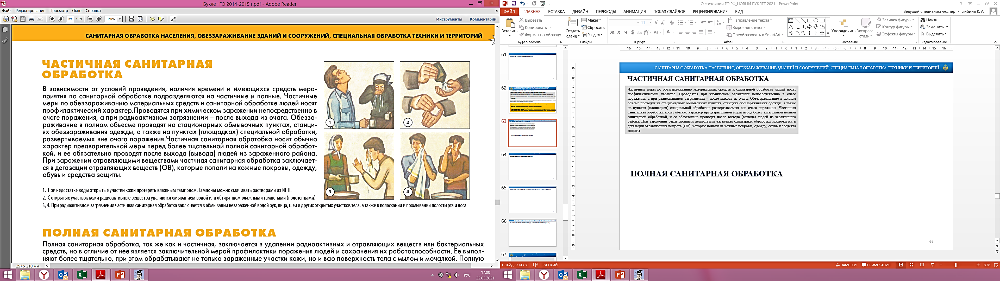 Буклет ГО 2014-2015 г.pdf - Adobe Reader
Файл Редактирование Просмотр Окно Справка
69 / 89 150% Инструменты Комментарии
САНИТАРНАЯ ОБРАБОТКА НАСЕЛЕНИЯ, ОБЕЗЗАРАЖИВАНИЕ ЗДАНИЙ И СООРУЖЕНИЙ, СПЕЦИАЛЬНАЯ ОБРАБОТКА ТЕХНИКИ И ТЕРРИТОРИЙ
ЧАСТИЧНАЯ САНИТАРНАЯ
ОБРАБОТКА
В зависимости от условий проведения, наличия времени и имеющихся средств меро-
приятия по санитарной обработке подразделяются на частичные и полные. Частичные
меры по обеззараживанию материальных средств и санитарной обработке людей носят
профилактический характер.Проводятся при химическом заражении непосредственно в
очаге поражения, а при радиоактивном загрязнении – после выхода из очага. Обезза-
раживание в полном объесме проводят на стационарных обмывочных пунктах, станци-
ях обеззараживания одежды, а также на пунктах (площадках) специальной обработки,
развертываемых вне очага поражения.Частичная санитарная обратобка носит обычно
характер предварительной меры перед более тщательной полной санитарной обработ-
кой, и ее обязательно проводят после выхода (вывода) людей из зараженного района.
При заражении отравляющими веществами частчная санитарная обработка заключает-
ся в дегазации отравляющих веществ (ОВ), которые попали на кожные покровы, одежду,
обувь и средства защиты.
1 2
3 4
1. При недостатке воды открытые участки кожи протереть влажным тампоном. Тампоны можно смачивать растворами из ИПП.
2. С открытых участвок кожи радиоактивные вещества удаляются омыванием водой или обтиранием влажными тампонами (полотенцами)
3, 4. При радиоактивном загрязнении частичная санитарная обработка заключается в обмывании незараженной водой рук, лица, шеи и других открытых участков тела, а также в полоскании и промывании полости рта и носа
ПОЛНАЯ САНИТАРНАЯ ОБРАБОТКА
Полная санитарная обработка, так же как и частичная, заключается в удалении радиоактивных и отравляющих веществ или бактериальных
средств, но в отличие от нее является заключительной мерой профилактики поражения людей и сохранения их работоспособности. Ее выпол-
няют более тщательно, при этом обрабатывают не только зараженные участки кожи, но и всю поверхность тела с мылом и мочалкой. Полную
297 x 210 мм
РУС 17:00
22.03.2021
О состоянии ГО РФ_НОВЫЙ БУКЛЕТ 2021 - PowerPoint
ФАЙЛ ГЛАВНАЯ ВСТАВКА ДИЗАЙН ПЕРЕХОДЫ АНИМАЦИЯ ПОКАЗ СЛАЙДОВ РЕЦЕНЗИРОВАНИЕ ВИД Ведущий специалист-эксперт - Глибина К. А.
Вставить Вырезать Копировать Формат по образцу
Создать слайд Макет Сбросить Раздел
11
Ж К Ч S abc AV Aa A
Направление текста Выровнять текст Преобразовать в SmartArt
Упорядочить Экспресс-стили Заливка фигуры Контур фигуры Эффекты фигуры
Найти Заменить Выделить
Буфер обмена Слайды Шрифт Абзац Рисование Редактирование
61
62
63
64
65
66
67
САНИТАРНАЯ ОБРАБОТКА НАСЕЛЕНИЯ, ОБЕЗЗАРАЖИВАНИЕ ЗДАНИЙ И СООРУЖЕНИЙ, СПЕЦИАЛЬНАЯ ОБРАБОТКА ТЕХНИКИ И ТЕРРИТОРИЙ
ЧАСТИЧНАЯ САНИТАРНАЯ ОБРАБОТКА
Частичные меры по обеззараживанию материальных средств и санитарной обработке людей носят
профилактический характер. Проводятся при химическом заражении непосредственно в очаге
поражения, а при радиоактивном загрязнении – после выхода из очага. Обеззараживание в полном
объеме проводят на стационарных обмывочных пунктах, станциях обеззараживания одежды, а также
на пунктах (площадках) специальной обработки, развертываемых вне очага поражения. Частичная
санитарная обработка носит обычно характер предварительной меры перед более тщательной полной
санитарной обработкой, и ее обязательно проводят после выхода (вывода) людей из зараженного
района. При заражении отравляющими веществами частичная санитарная обработка заключается в
дегазации отравляющих веществ (ОВ), которые попали на кожные покровы, одежду, обувь и средства
защиты.
ПОЛНАЯ САНИТАРНАЯ ОБРАБОТКА
63
СЛАЙД 63 ИЗ 80 РУССКИЙ ЗАМЕТКИ ПРИМЕЧАНИЯ 80%